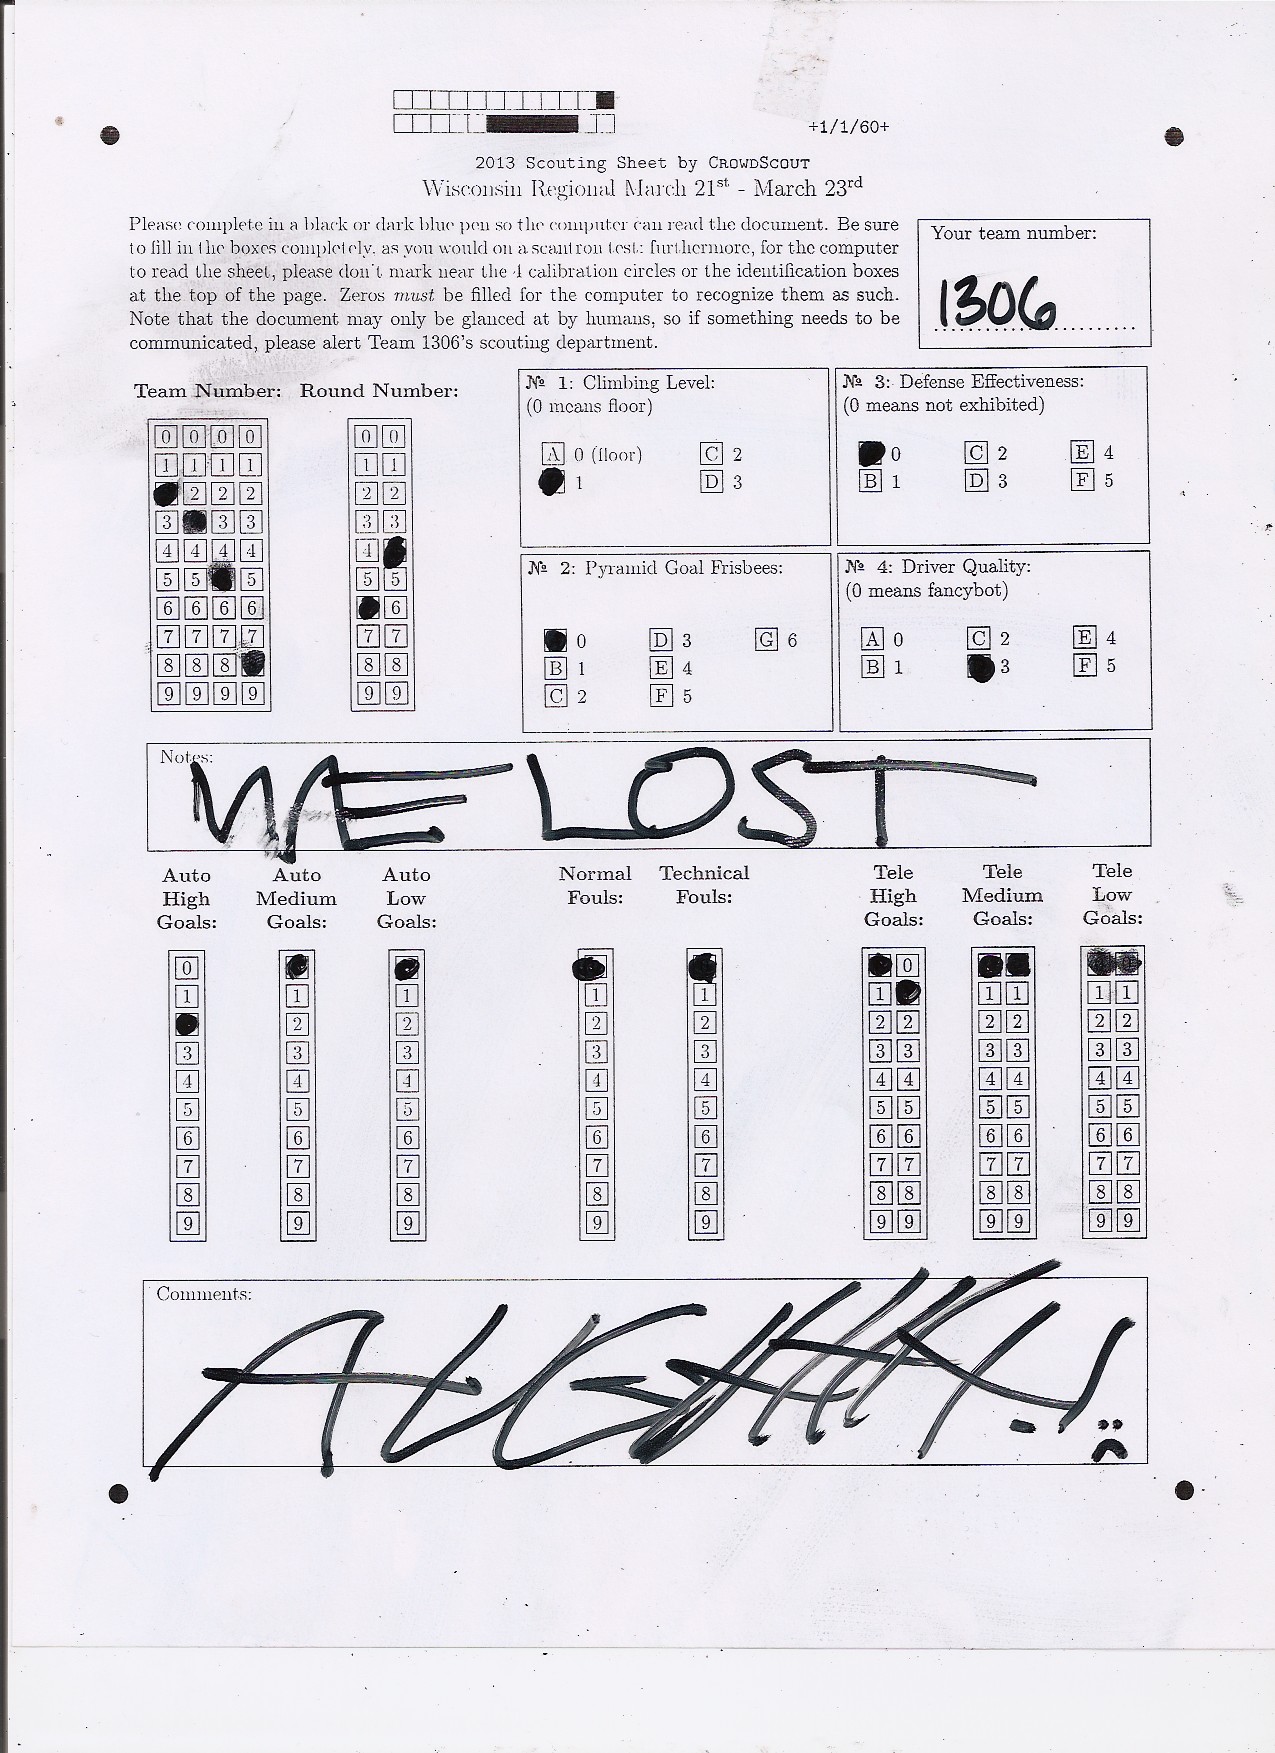 +1/1/60+
2013 Scouting Sheet by CrowdScout
Wisconsin Regional March 21st - March 23rd
Please complete in a black or dark blue pen so the computer can read the document. Be sure
to fill in the boxes completely, as you would on a scantron test; furthermore, for the computer
to read the sheet, please don't mark near the 4 calibration circles or the identification boxes
at the top of the page. Zeros must be filled for the computer to recognize them as such.
Note that the document may only be glanced at by humans, so if something needs to be
communicated, please alert Team 1306's scouting department.
Your team number:
1306
Team Number: Round Number:
0 0 0 0 0 0
1 1 1 1 1 1
2 2 2 2 2
3 3 3 3 3
4 4 4 4 4
5 5 5 5 5
6 6 6 6 6
7 7 7 7 7 7
8 8 8 8 8
9 9 9 9 9 9
№ 1: Climbing Level:
(0 means floor)
A 0 (floor) C 2
1 D 3
№ 3: Defense Effectiveness:
(0 means not exhibited)
0 C 2 E 4
B 1 D 3 F 5
№ 2: Pyramid Goal Frisbees:
0 D 3 G 6
B 1 E 4
C 2 F 5
№ 4: Driver Quality:
(0 means fancybot)
A 0 C 2 E 4
B 1 3 F 5
Notes:
WE LOST
Auto High Goals:
0
1
3
4
5
6
7
8
9
Auto Medium Goals:
1
2
3
4
5
6
7
8
9
Auto Low Goals:
1
2
3
4
5
6
7
8
9
Normal Fouls:
1
2
3
4
5
6
7
8
9
Technical Fouls:
1
2
3
4
5
6
7
8
9
Tele High Goals:
0
1
2 2
3 3
4 4
5 5
6 6
7 7
8 8
9 9
Tele Medium Goals:
1 1
2 2
3 3
4 4
5 5
6 6
7 7
8 8
9 9
Tele Low Goals:
1 1
2 2
3 3
4 4
5 5
6 6
7 7
8 8
9 9
Comments: